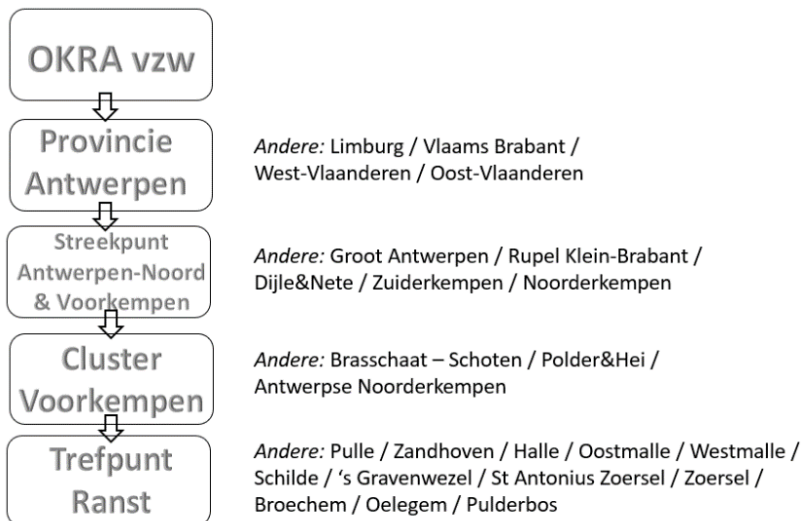 OKRA vzw
Provincie
Antwerpen
Andere: Limburg / Vlaams Brabant /
West-Vlaanderen / Oost-Vlaanderen
Streekpunt
Antwerpen-Noord
& Voorkempen
Andere: Groot Antwerpen / Rupel Klein-Brabant /
Dijle&Nete / Zuiderkempen / Noorderkempen
Cluster
Voorkempen
Andere: Brasschaat – Schoten / Polder&Hei /
Antwerpse Noorderkempen
Trefpunt
Ranst
Andere: Pulle / Zandhoven / Halle / Oostmalle / Westmalle /
Schilde / ‘s Gravenwezel / St Antonius Zoersel / Zoersel /
Broechem / Oelegem / Pulderbos